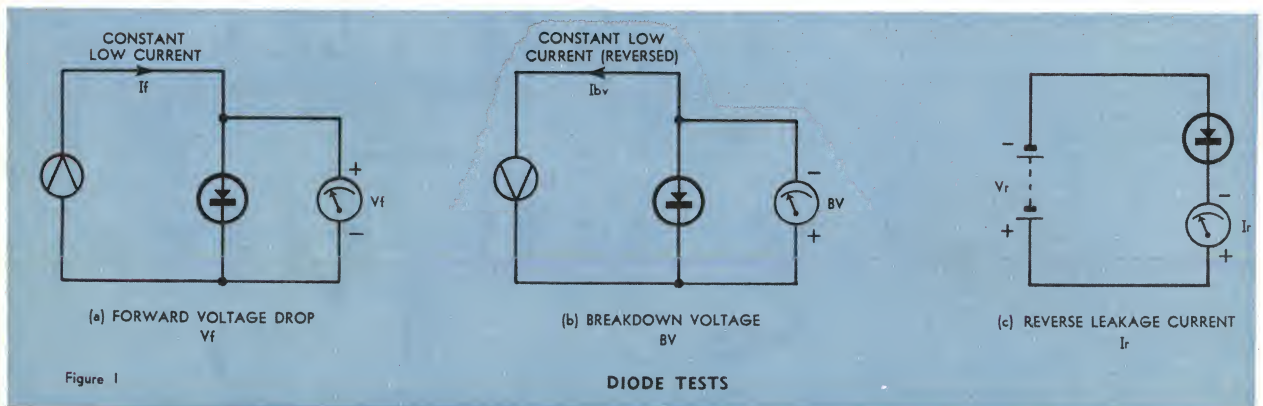 CONSTANT
LOW CURRENT
If
+
Vf
−
(a) FORWARD VOLTAGE DROP
Vf
CONSTANT LOW
CURRENT (REVERSED)
Ibv
−
BV
+
(b) BREAKDOWN VOLTAGE
BV
−
Vr
+
−
Ir
+
(c) REVERSE LEAKAGE CURRENT
Ir
Figure 1
DIODE TESTS